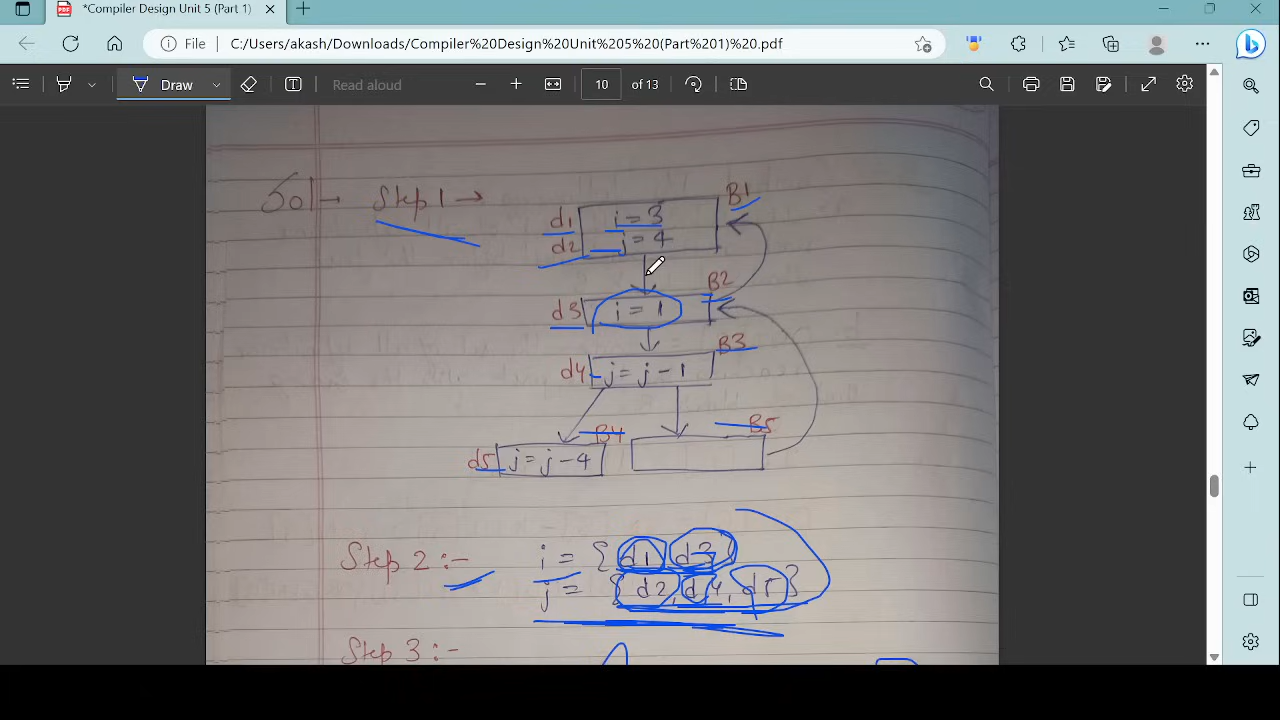 *Compiler Design Unit 5 (Part 1)
File C:/Users/akash/Downloads/Compiler%20Design%20Unit%205%20(Part%201)%20.pdf
Draw Read aloud 10 of 13
Sol→ Step 1 →
B1
d1 i = 3
d2 j = 4
B2
d3 i = 1
B3
d4 j = j - 1
B4 B5
d5 j = j - 4
Step 2 :- i = { d1, d3 }
j = { d2, d4, d5 }
Step 3 :-